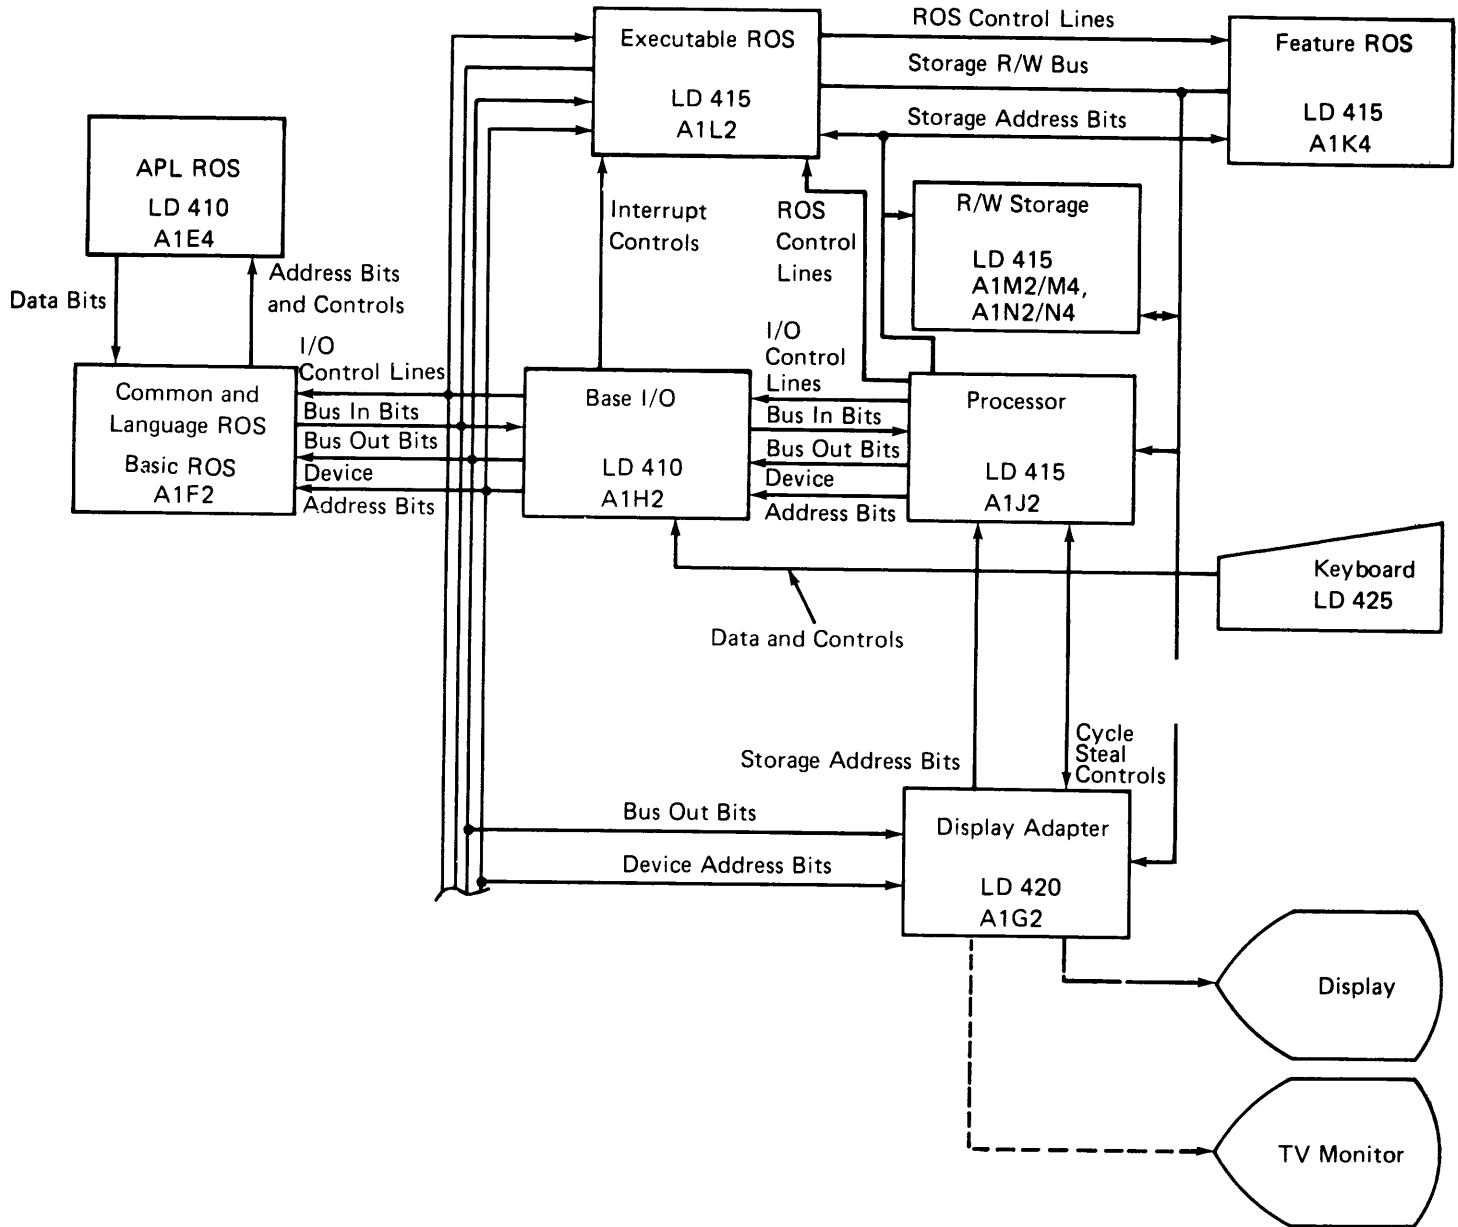 ROS Control Lines
Executable ROS
LD 415
A1L2
Storage R/W Bus
Storage Address Bits
Feature ROS
LD 415
A1K4
APL ROS
LD 410
A1E4
Interrupt
Controls
ROS
Control
Lines
R/W Storage
LD 415
A1M2/M4,
A1N2/N4
Data Bits
Address Bits
and Controls
I/O
Control Lines
Bus In Bits
Bus Out Bits
Device
Address Bits
Common and
Language ROS
Basic ROS
A1F2
Base I/O
LD 410
A1H2
I/O
Control
Lines
Bus In Bits
Bus Out Bits
Device
Address Bits
Processor
LD 415
A1J2
Keyboard
LD 425
Data and Controls
Storage Address Bits
Cycle
Steal
Controls
Bus Out Bits
Device Address Bits
Display Adapter
LD 420
A1G2
Display
TV Monitor